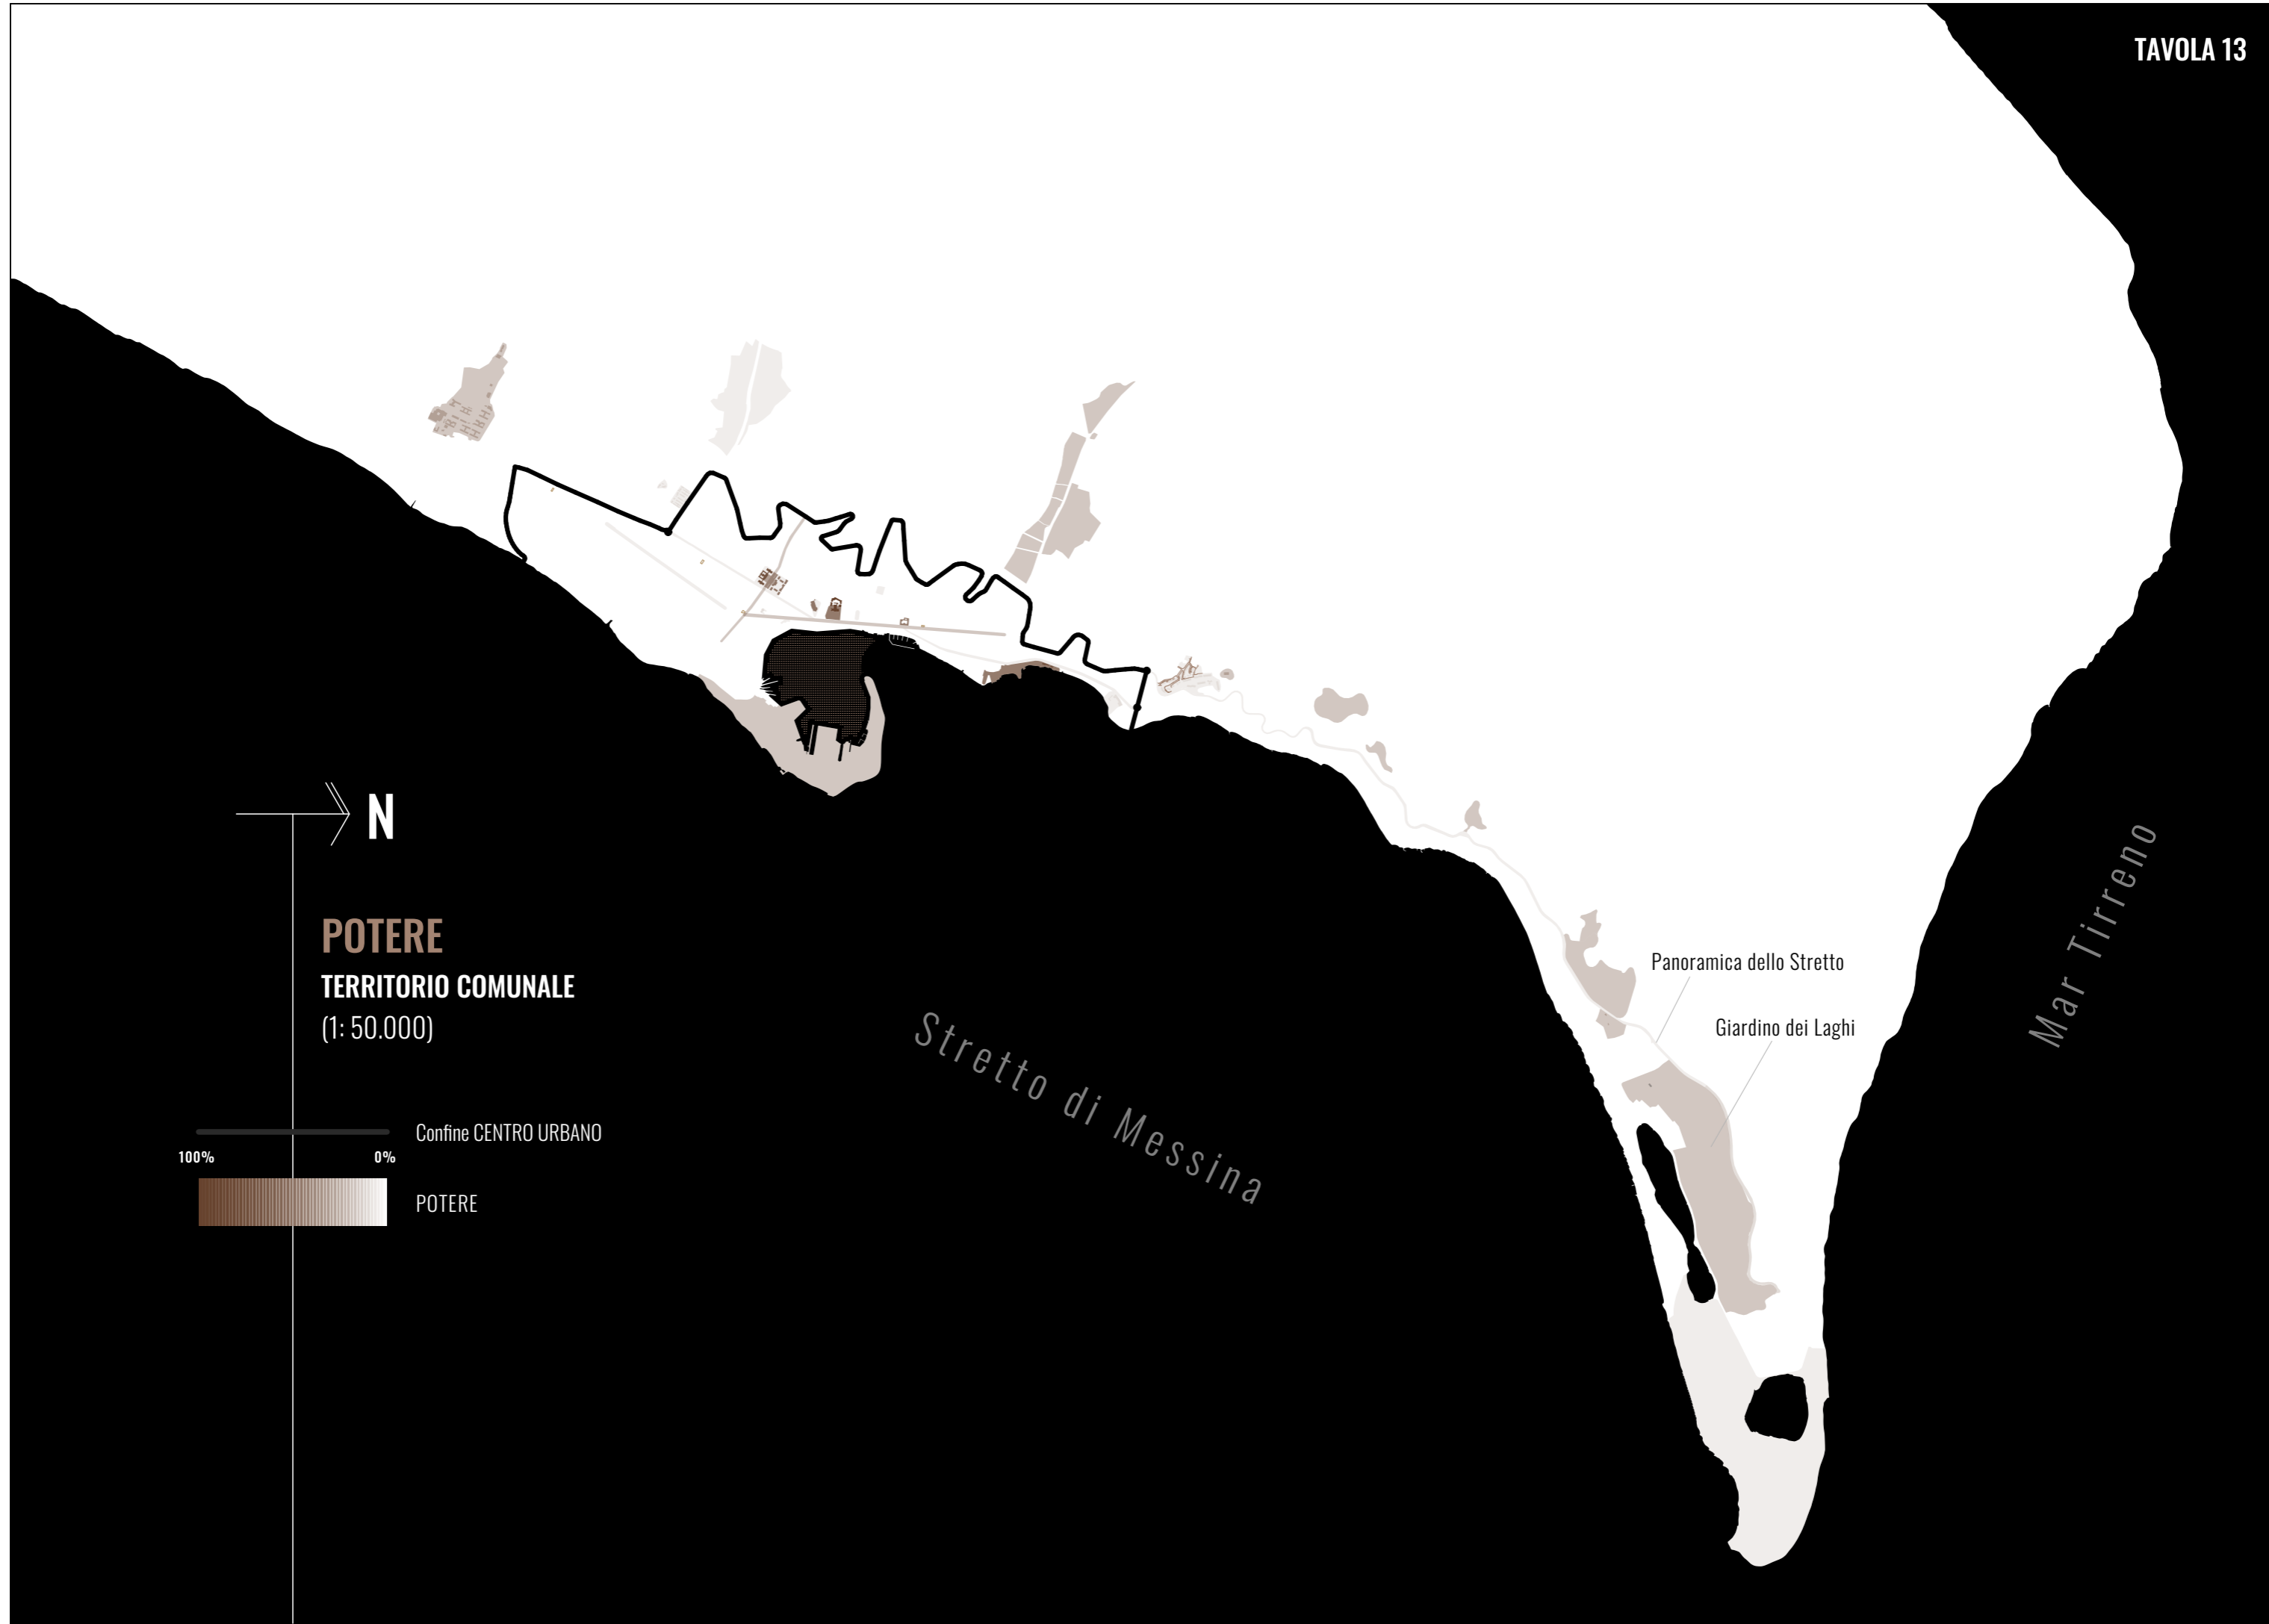 TAVOLA 13
N
POTERE
TERRITORIO COMUNALE
(1: 50.000)
Confine CENTRO URBANO
100%
0%
POTERE
Stretto di Messina
Panoramica dello Stretto
Giardino dei Laghi
Mar Tirreno